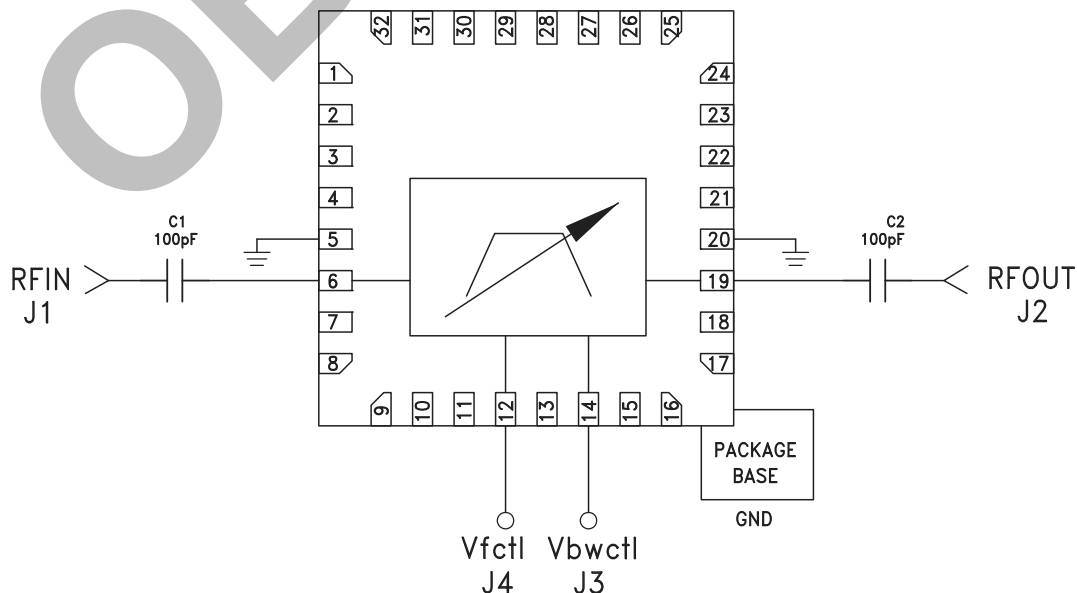 OB
32 31 30 29 28 27 26 25
1
2
3
4
5
6
7
8
24
23
22
21
20
19
18
17
9 10 11 12 13 14 15 16
C1
100pF
RFIN
J1
C2
100pF
RFOUT
J2
PACKAGE
BASE
GND
Vfctl
J4
Vbwctl
J3